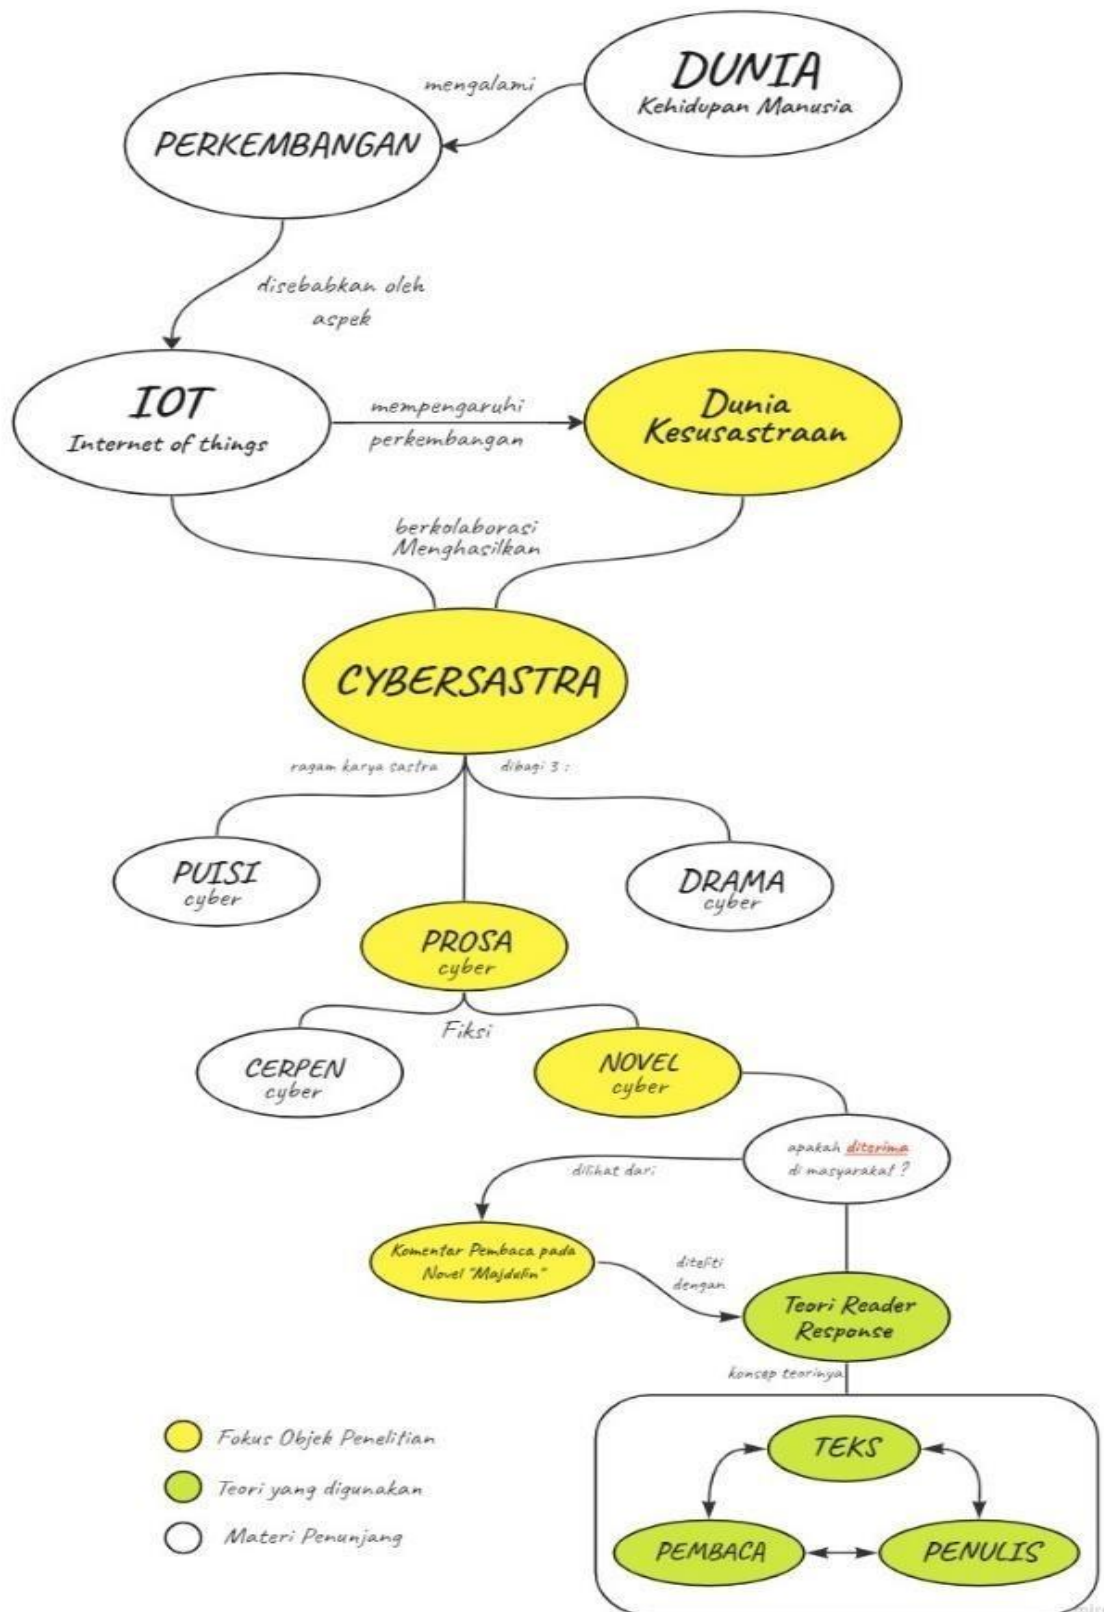 DUNIA
Kehidupan Manusia
mengalami
PERKEMBANGAN
disebabkan oleh
aspek
IOT
Internet of things
mempengaruhi
perkembangan
Dunia
Kesusastraan
berkolaborasi
Menghasilkan
CYBERSASTRA
ragam karya sastra
dibagi 3 :
PUISI
cyber
DRAMA
cyber
PROSA
cyber
Fiksi
CERPEN
cyber
NOVEL
cyber
apakah diterima
di masyarakat ?
dilihat dari
Komentar Pembaca pada
Novel "Majdulin"
diteliti
dengan
Teori Reader
Response
konsep teorinya
TEKS
PEMBACA
PENULIS
Fokus Objek Penelitian
Teori yang digunakan
Materi Penunjang